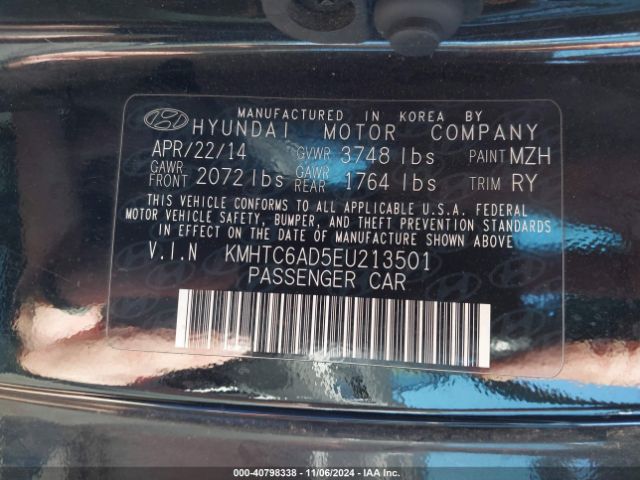 MANUFACTURED IN KOREA BY
HYUNDAI MOTOR COMPANY
APR/22/14 GVWR 3748 lbs PAINT MZH
GAWR FRONT 2072 lbs GAWR REAR 1764 lbs TRIM RY
THIS VEHICLE CONFORMS TO ALL APPLICABLE U.S.A. FEDERAL
MOTOR VEHICLE SAFETY, BUMPER, AND THEFT PREVENTION STANDARDS
IN EFFECT ON THE DATE OF MANUFACTURE SHOWN ABOVE
V.I.N KMHTC6AD5EU213501
PASSENGER CAR
000-40798338 - 11/06/2024 - IAA Inc.